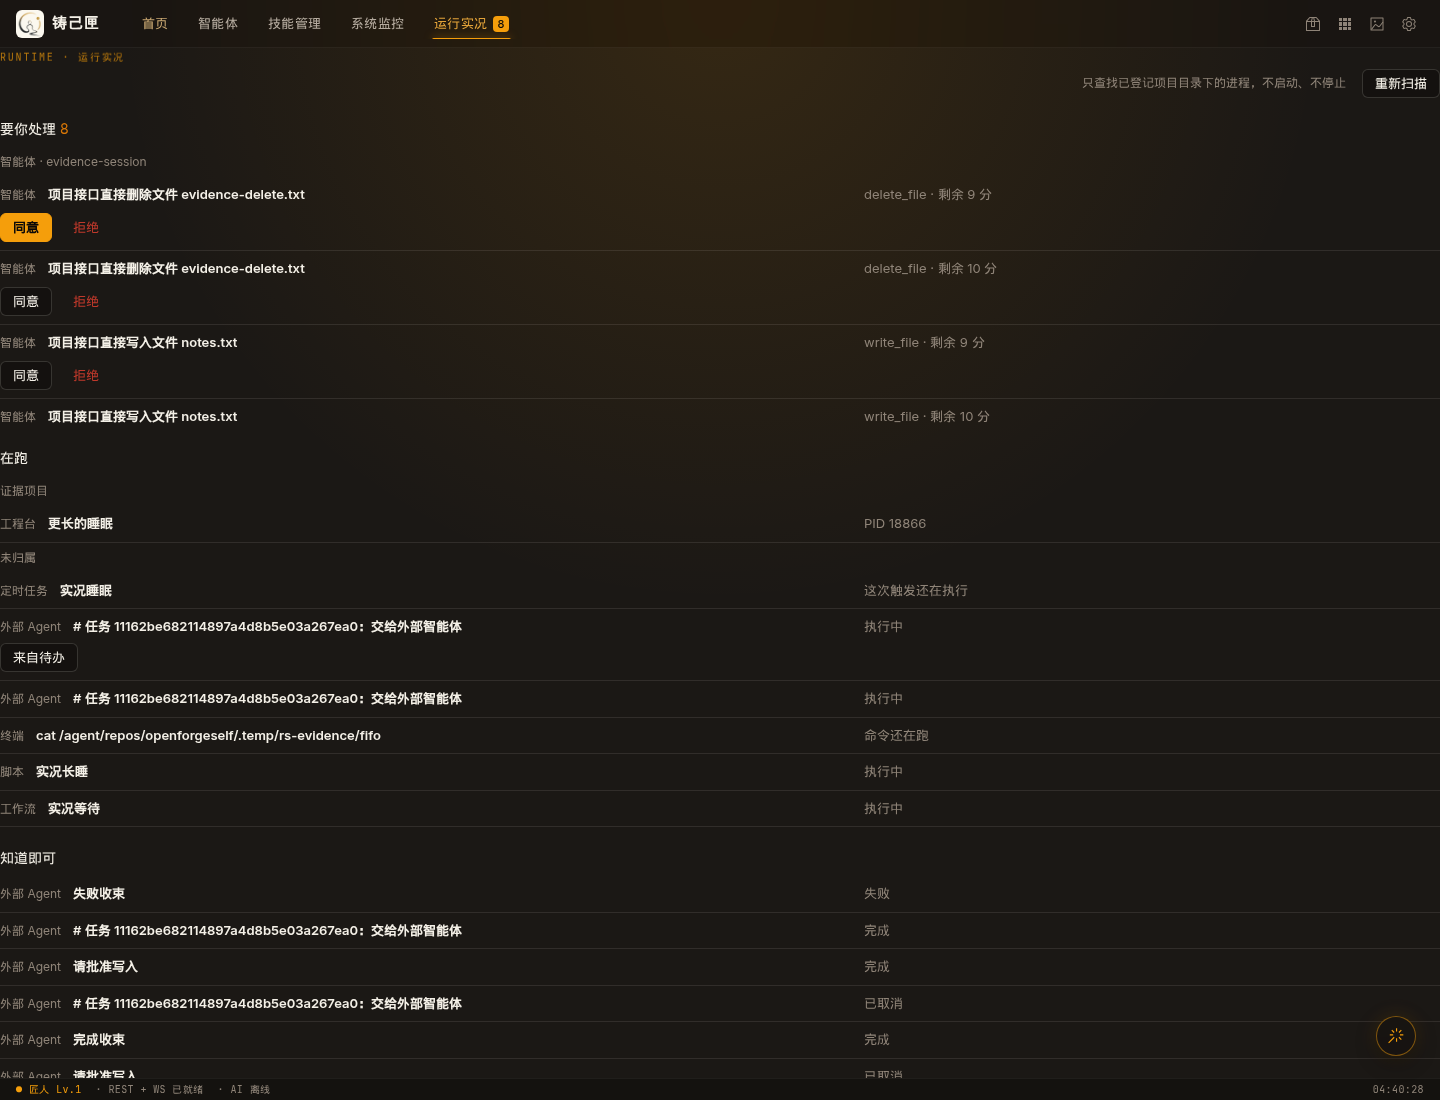 铸己匣 首页 智能体 技能管理 系统监控 运行实况 8
RUNTIME · 运行实况
只查找已登记项目目录下的进程，不启动、不停止 重新扫描
要你处理 8
智能体 · evidence-session
智能体 项目接口直接删除文件 evidence-delete.txt delete_file · 剩余 9 分
同意 拒绝
智能体 项目接口直接删除文件 evidence-delete.txt delete_file · 剩余 10 分
同意 拒绝
智能体 项目接口直接写入文件 notes.txt write_file · 剩余 9 分
同意 拒绝
智能体 项目接口直接写入文件 notes.txt write_file · 剩余 10 分
在跑
证据项目
工程台 更长的睡眠 PID 18866
未归属
定时任务 实况睡眠 这次触发还在执行
外部 Agent # 任务 11162be682114897a4d8b5e03a267ea0：交给外部智能体 执行中
来自待办
外部 Agent # 任务 11162be682114897a4d8b5e03a267ea0：交给外部智能体 执行中
终端 cat /agent/repos/openforgeself/.temp/rs-evidence/fifo 命令还在跑
脚本 实况长睡 执行中
工作流 实况等待 执行中
知道即可
外部 Agent 失败收束 失败
外部 Agent # 任务 11162be682114897a4d8b5e03a267ea0：交给外部智能体 完成
外部 Agent 请批准写入 完成
外部 Agent # 任务 11162be682114897a4d8b5e03a267ea0：交给外部智能体 已取消
外部 Agent 完成收束 完成
外部 Agent 请批准写入 已取消
匠人 Lv.1 · REST + WS 已就绪 · AI 离线 04:40:28